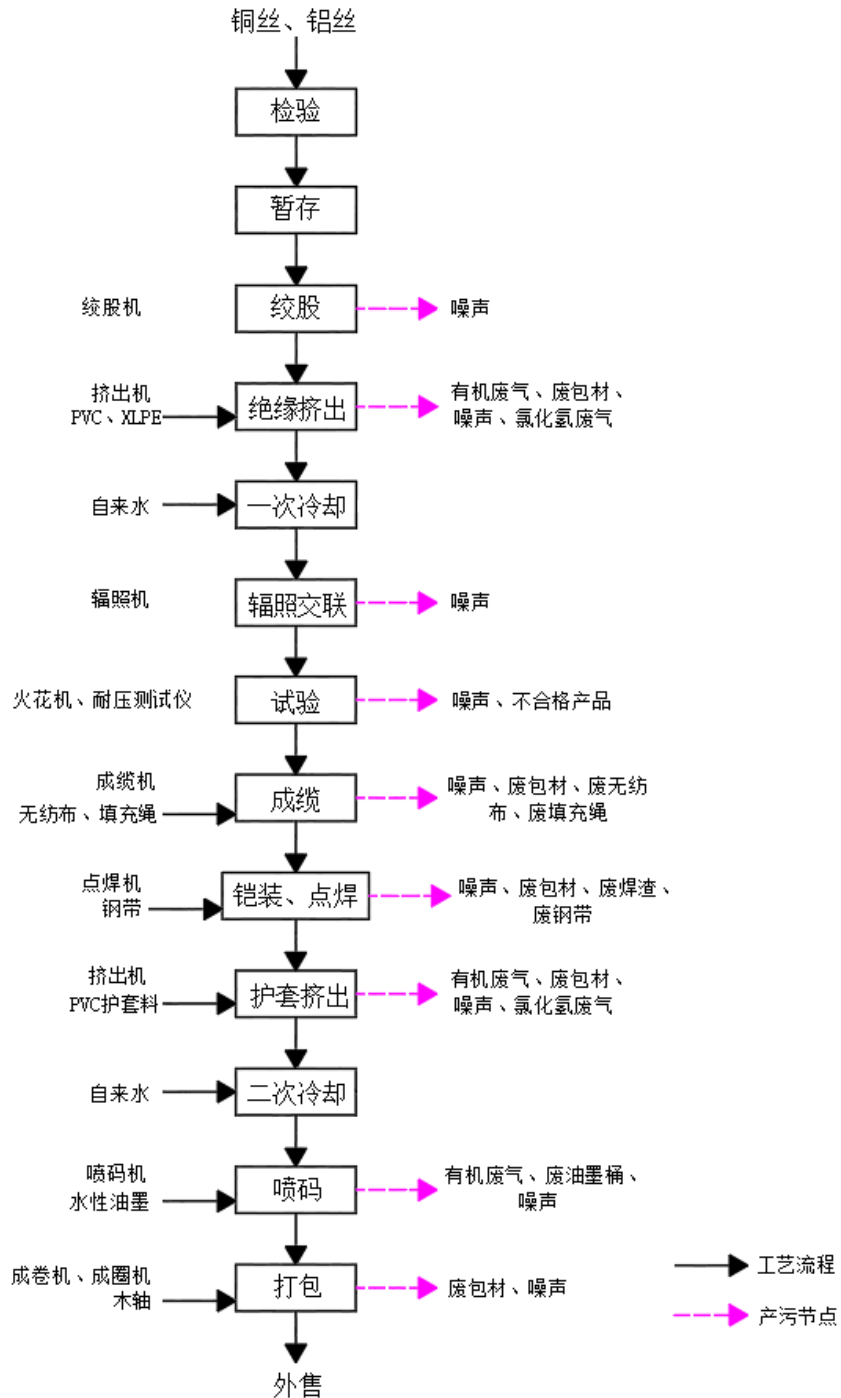 铜丝、铝丝
检验
暂存
绞股机
绞股
噪声
挤出机
PVC、XLPE
绝缘挤出
有机废气、废包材、
噪声、氯化氢废气
自来水
一次冷却
辐照机
辐照交联
噪声
火花机、耐压测试仪
试验
噪声、不合格产品
成缆机
无纺布、填充绳
成缆
噪声、废包材、废无纺
布、废填充绳
点焊机
钢带
铠装、点焊
噪声、废包材、废焊渣、
废钢带
挤出机
PVC护套料
护套挤出
有机废气、废包材、
噪声、氯化氢废气
自来水
二次冷却
喷码机
水性油墨
喷码
有机废气、废油墨桶、
噪声
成卷机、成圈机
木轴
打包
废包材、噪声
工艺流程
产污节点
外售